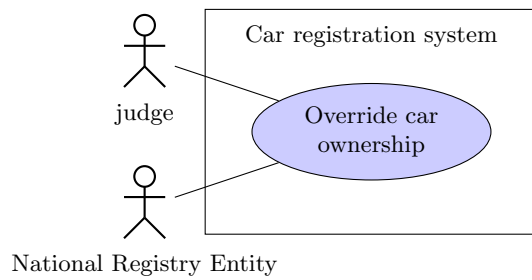 Car registration system
judge
Override car
ownership
National Registry Entity